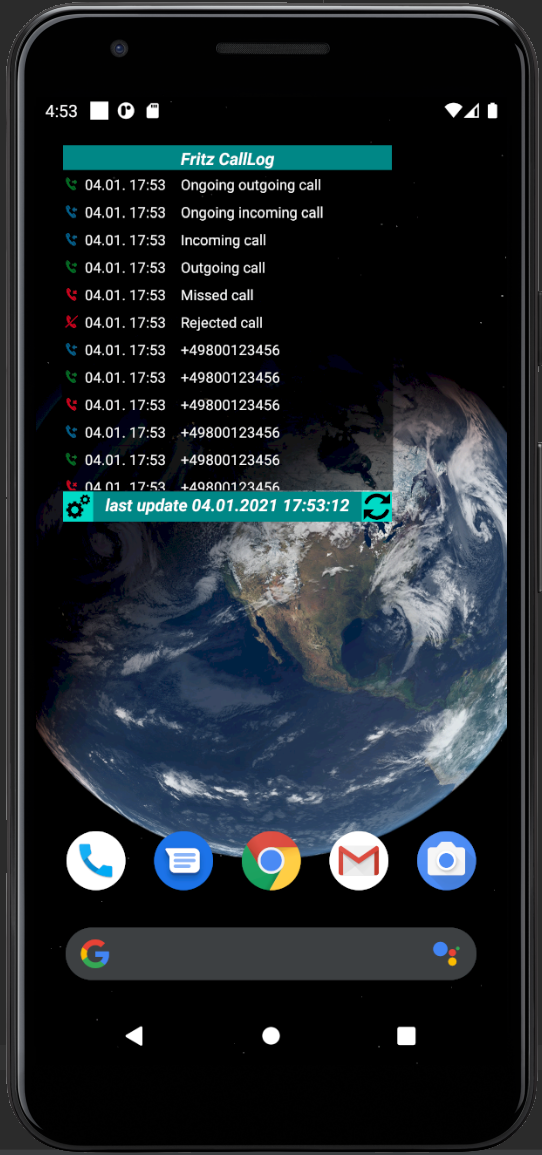 4:53
Fritz CallLog
04.01. 17:53 Ongoing outgoing call
04.01. 17:53 Ongoing incoming call
04.01. 17:53 Incoming call
04.01. 17:53 Outgoing call
04.01. 17:53 Missed call
04.01. 17:53 Rejected call
04.01. 17:53 +49800123456
04.01. 17:53 +49800123456
04.01. 17:53 +49800123456
04.01. 17:53 +49800123456
04.01. 17:53 +49800123456
04.01. 17:53 +49800123456
last update 04.01.2021 17:53:12